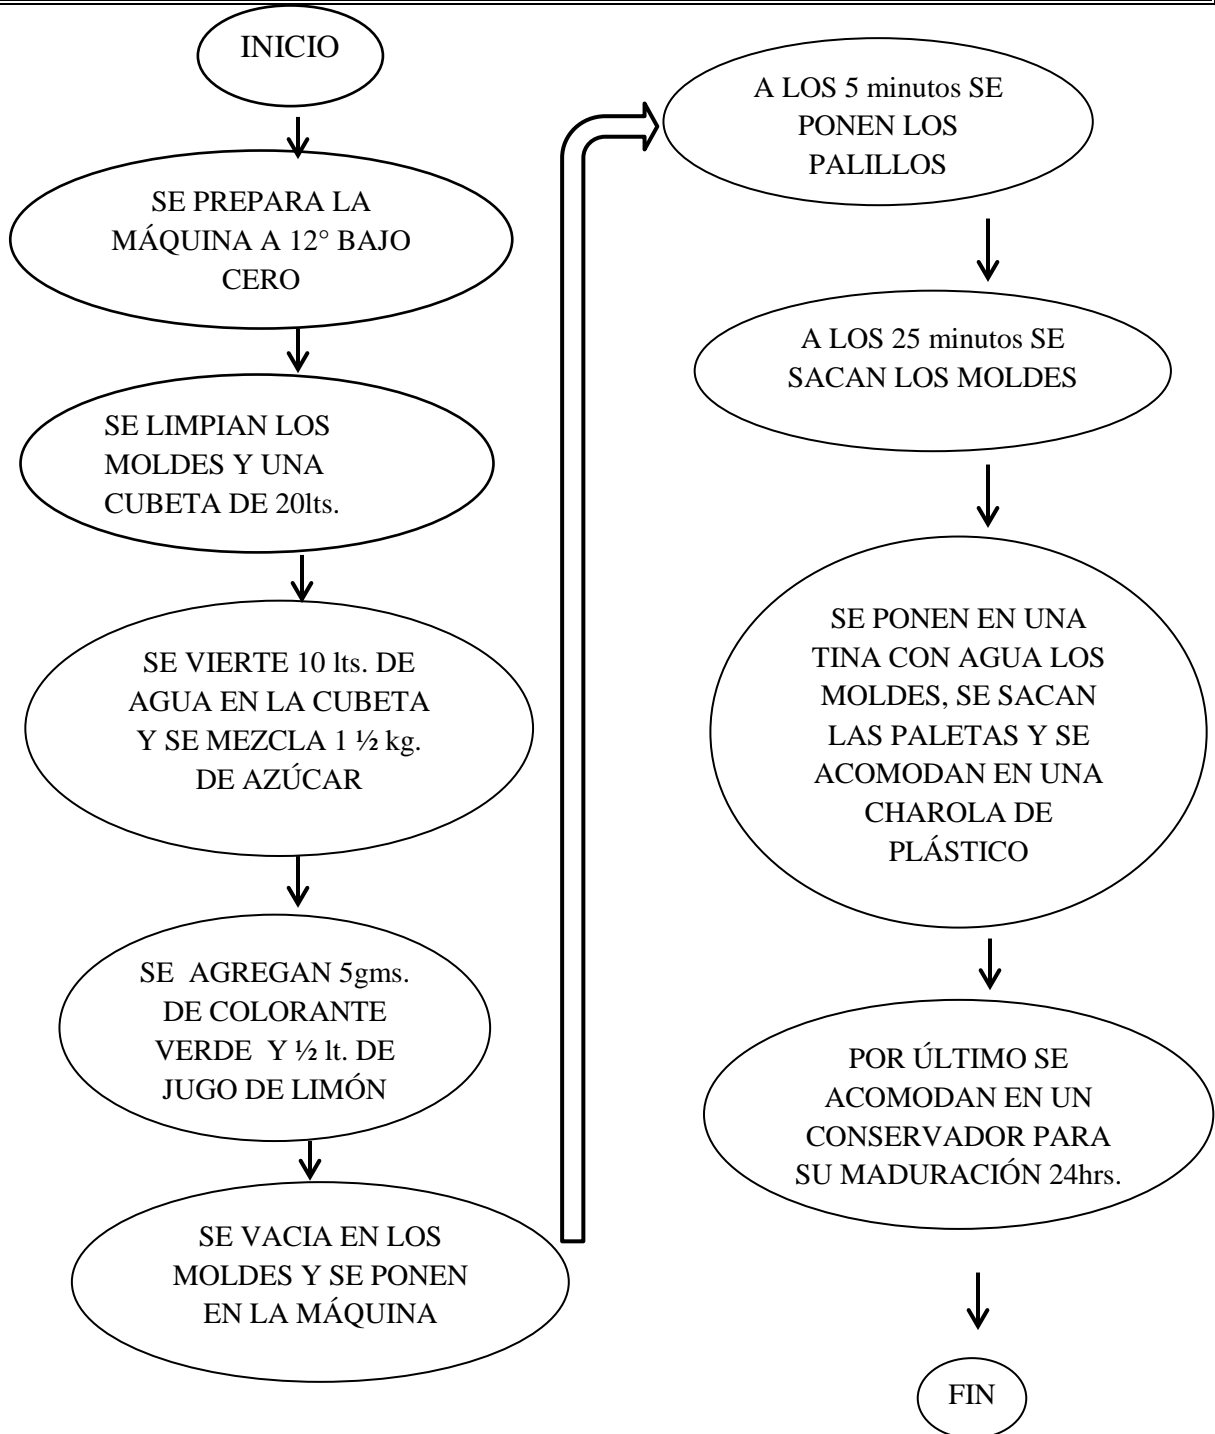 INICIO
SE PREPARA LA
MÁQUINA A 12° BAJO
CERO
SE LIMPIAN LOS
MOLDES Y UNA
CUBETA DE 20lts.
SE VIERTE 10 lts. DE
AGUA EN LA CUBETA
Y SE MEZCLA 1 ½ kg.
DE AZÚCAR
SE AGREGAN 5gms.
DE COLORANTE
VERDE Y ½ lt. DE
JUGO DE LIMÓN
SE VACIA EN LOS
MOLDES Y SE PONEN
EN LA MÁQUINA
A LOS 5 minutos SE
PONEN LOS
PALILLOS
A LOS 25 minutos SE
SACAN LOS MOLDES
SE PONEN EN UNA
TINA CON AGUA LOS
MOLDES, SE SACAN
LAS PALETAS Y SE
ACOMODAN EN UNA
CHAROLA DE
PLÁSTICO
POR ÚLTIMO SE
ACOMODAN EN UN
CONSERVADOR PARA
SU MADURACIÓN 24hrs.
FIN